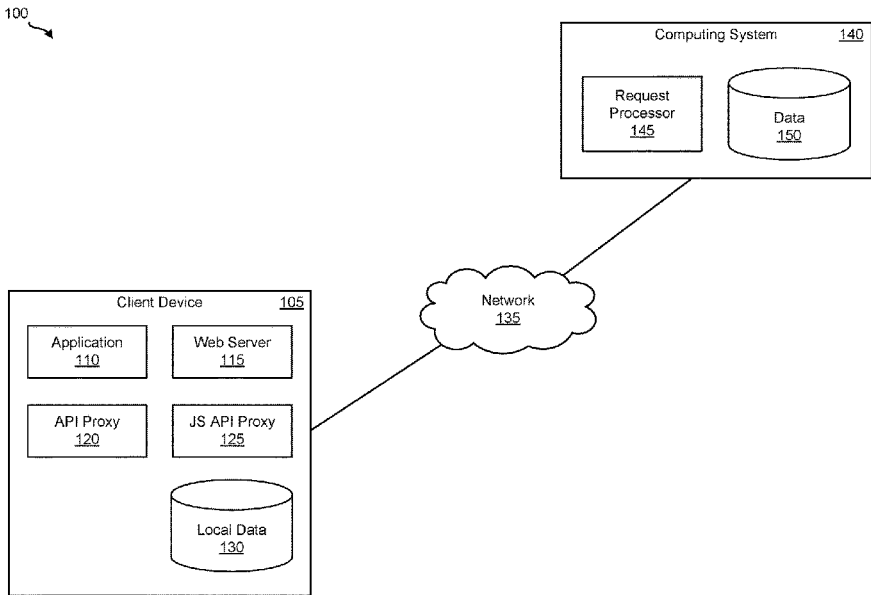 100
Computing System 140
Request
Processor
145
Data
150
Network
135
Client Device 105
Application
110
Web Server
115
API Proxy
120
JS API Proxy
125
Local Data
130